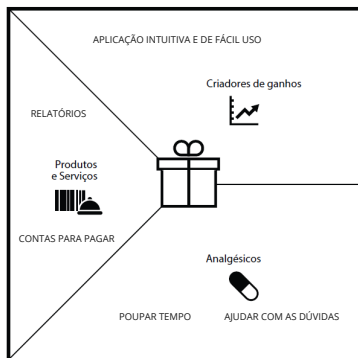 APLICAÇÃO INTUITIVA E DE FÁCIL USO
Criadores de ganhos
RELATÓRIOS
Produtos
e Serviços
CONTAS PARA PAGAR
Analgésicos
POUPAR TEMPO
AJUDAR COM AS DÚVIDAS